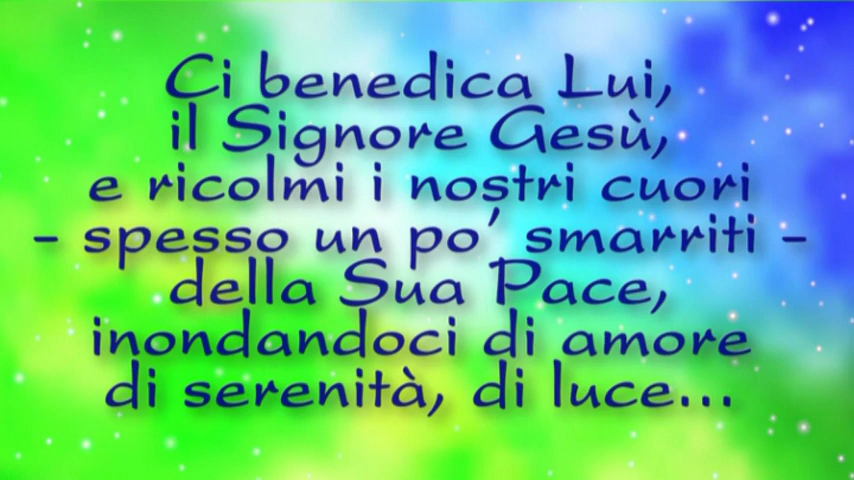 Ci benedica Lui,
il Signore Gesù,
e ricolmi i nostri cuori
- spesso un po' smarriti -
della Sua Pace,
inondandoci di amore
di serenità, di luce...